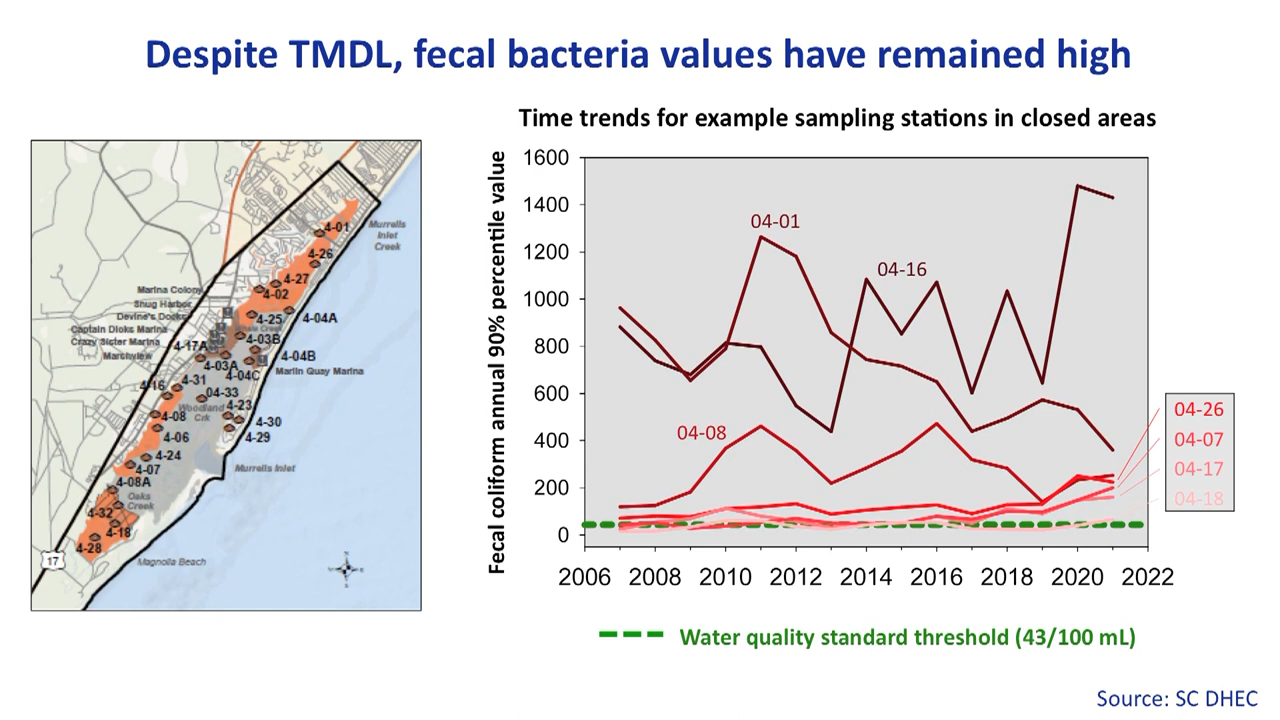 Despite TMDL, fecal bacteria values have remained high
Time trends for example sampling stations in closed areas
4-01
Murrells
Inlet
Creek
4-26
4-27
4-02
Marina Colony
Snug Harbor
Devine's Docks
Captain Dicks Marina
Crazy Sister Marina
Marchview
4-25
4-04A
Whale Creek
4-17A
4-03B
4-03A
4-04B
4-04C
Marlin Quay Marina
4-16
4-31
04-33
Woodland
Crk
4-23
4-08
4-30
4-06
4-29
4-24
4-07
Murrells Inlet
4-08A
Oaks
Creek
4-32
4-18
4-28
17
Magnolia Beach
N
Fecal coliform annual 90% percentile value
1600
1400
1200
1000
800
600
400
200
0
04-01
04-16
04-08
04-26
04-07
04-17
04-18
2006 2008 2010 2012 2014 2016 2018 2020 2022
Water quality standard threshold (43/100 mL)
Source: SC DHEC